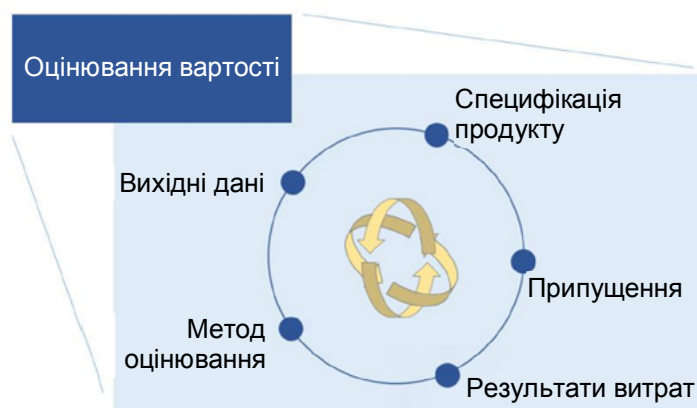 Оцінювання вартості
Специфікація
продукту
Вихідні дані
Припущення
Метод
оцінювання
Результати витрат